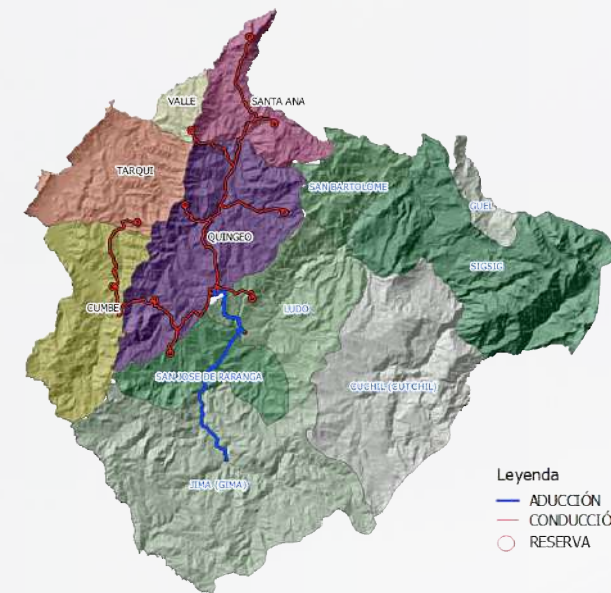 VALLE
SANTA ANA
TARQUI
SAN BARTOLOME
GUEL
QUINGEO
SIGSIG
CUMBE
LUDO
SAN JOSE DE RARANGA
CUCHIL (CUTCHIL)
JIMA (GIMA)
Leyenda
ADUCCIÓN
CONDUCCIÓ
RESERVA